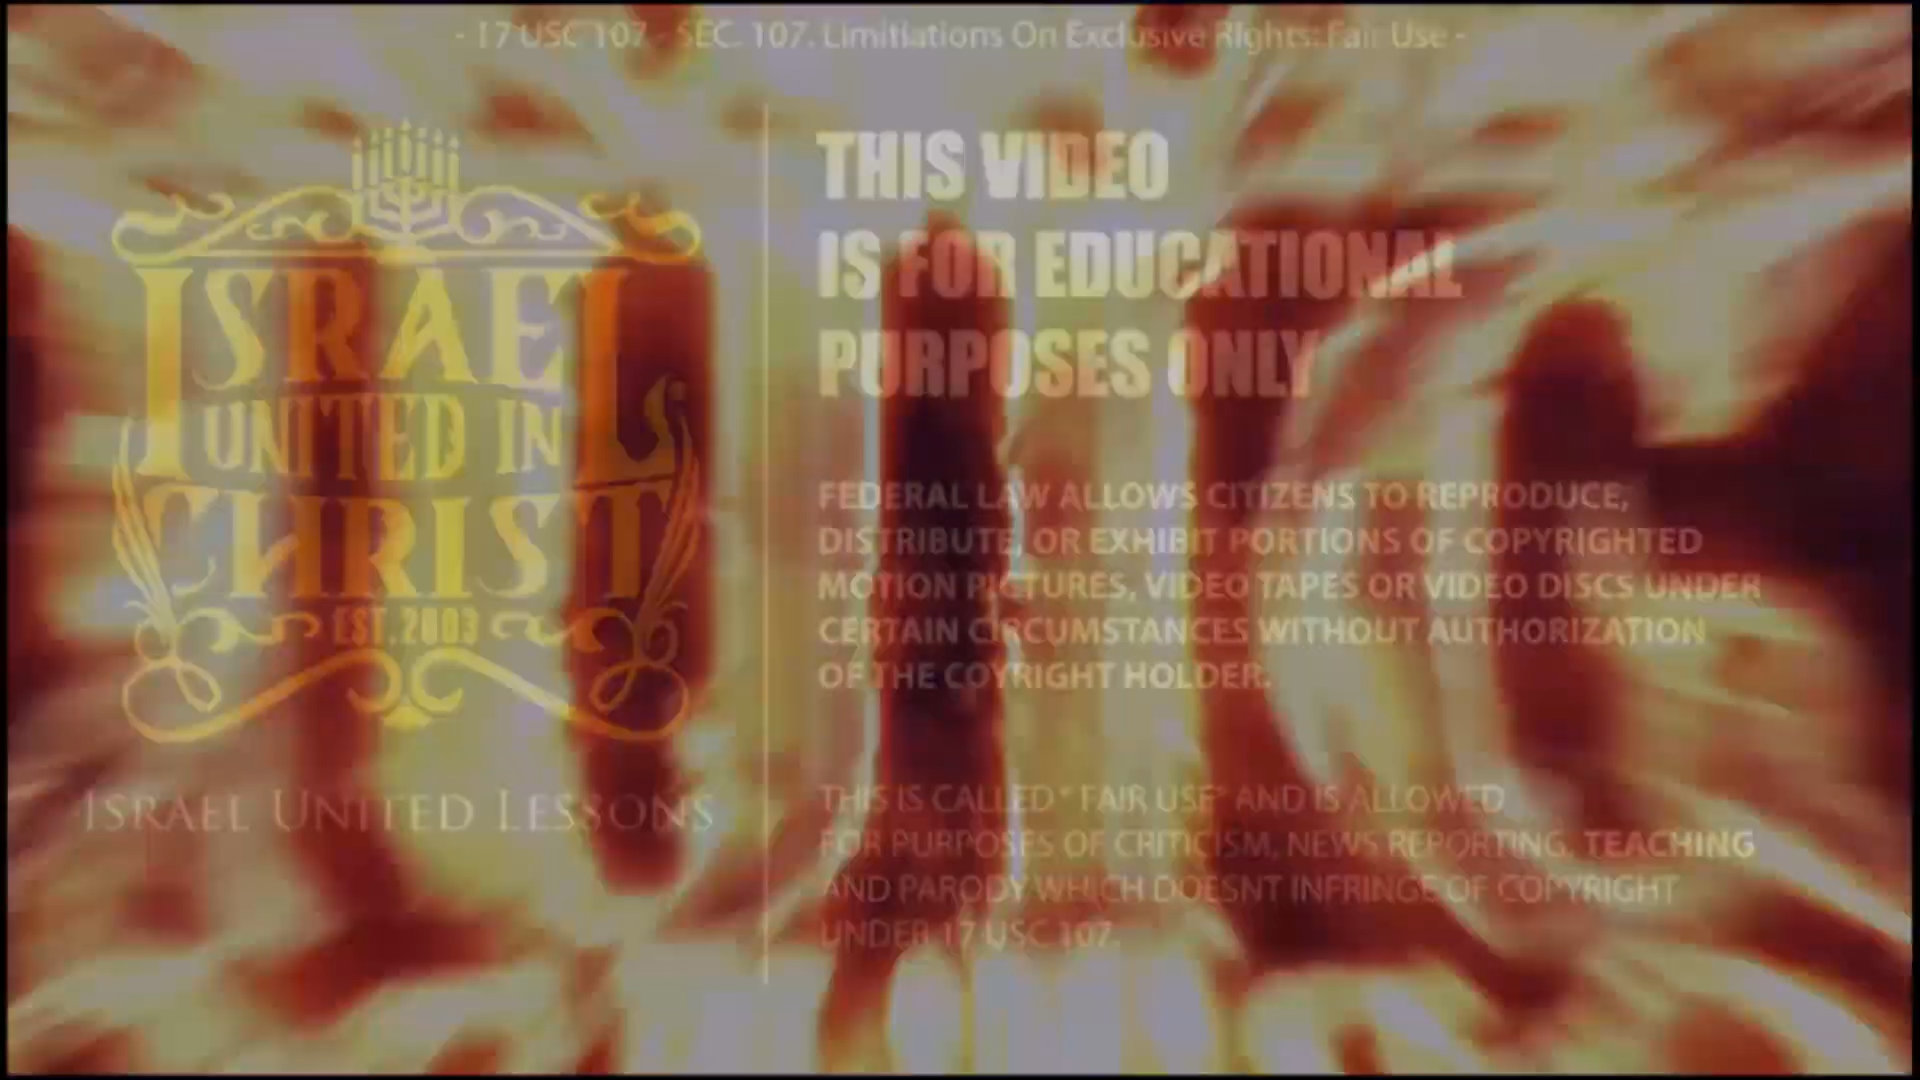 - 17 USC 107 - SEC. 107. Limitiations On Exclusive Rights: Fair Use -
ISRAEL
UNITED IN
CHRIST
EST. 2003
ISRAEL UNITED LESSONS
THIS VIDEO
IS FOR EDUCATIONAL
PURPOSES ONLY
FEDERAL LAW ALLOWS CITIZENS TO REPRODUCE,
DISTRIBUTE, OR EXHIBIT PORTIONS OF COPYRIGHTED
MOTION PICTURES, VIDEO TAPES OR VIDEO DISCS UNDER
CERTAIN CIRCUMSTANCES WITHOUT AUTHORIZATION
OF THE COYRIGHT HOLDER.
THIS IS CALLED " FAIR USE" AND IS ALLOWED
FOR PURPOSES OF CRITICISM, NEWS REPORTING, TEACHING
AND PARODY WHICH DOESNT INFRINGE OF COPYRIGHT
UNDER 17 USC 107.